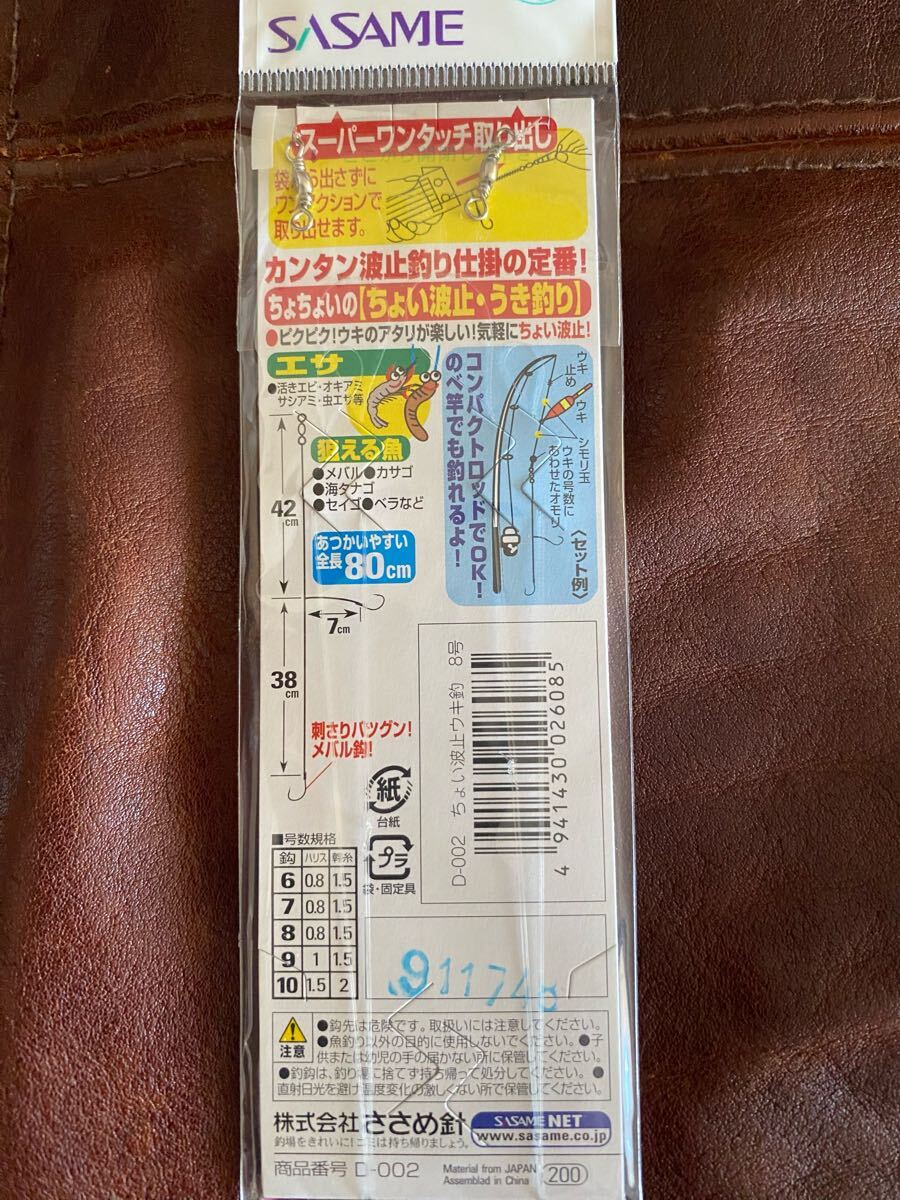 SASAME
スーパーワンタッチ取り出し
袋から出さずに
ワンアクションで
取り出せます。
カンタン波止釣り仕掛の定番!
ちょちょいの【ちょい波止・うき釣り】
●ピクピク!ウキのアタリが楽しい!気軽にちょい波止!
エサ
●活きエビ・オキアミ
サシアミ・虫エサ等
狙える魚
●メバル●カサゴ
●海タナゴ
●セイゴ●ベラなど
42cm
あつかいやすい
全長80cm
7cm
38cm
刺さりバツグン!
メバル鈎!
コンパクトロッドでOK!
のべ竿でも釣れるよ!
ウキ
止め
ウキ
シモリ玉
ウキの号数に
あわせたオモリ
〈セット例〉
紙
台紙
プラ
袋・固定具
D-002 ちょい波止ウキ釣 8号
4941430026085
■号数規格
鈎 ハリス 幹糸
6 0.8 1.5
7 0.8 1.5
8 0.8 1.5
9 1 1.5
10 1.5 2
注意
●鈎先は危険です。取扱いには注意してください。
●魚釣り以外の目的に使用しないでください。●子
供または幼児の手の届かない所に保管してください。
●釣鈎は、釣り場に捨てず持ち帰って処分してください。●
直射日光を避け温度変化の激しくない所で保管してください。
株式会社ささめ針
SASAME NET
www.sasame.co.jp
釣場をきれいに!ゴミは持ち帰りましょう。
商品番号 D-002
Material from JAPAN
Assemblad in China
200